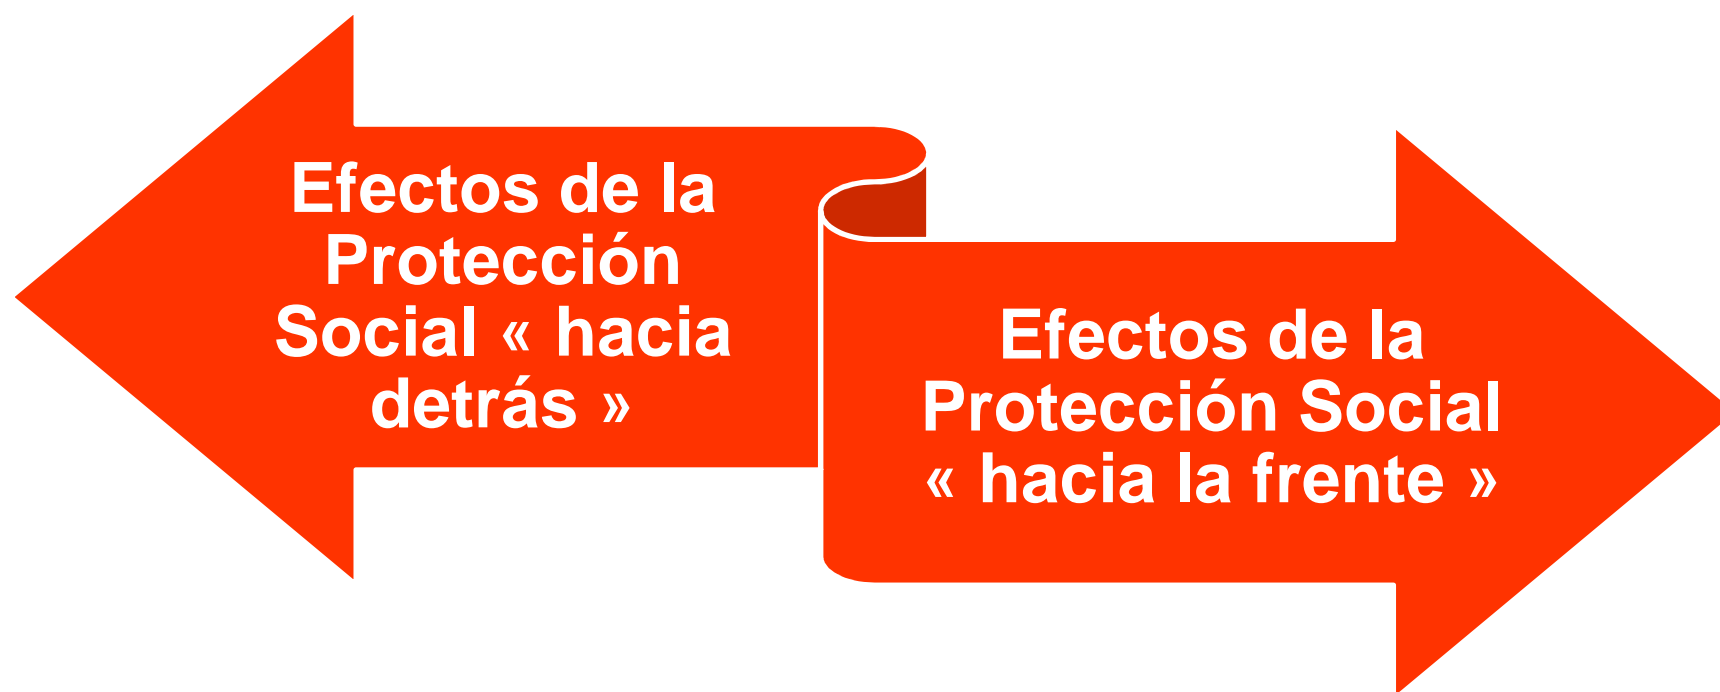 Efectos de la
Protección
Social « hacia
detrás »
Efectos de la
Protección Social
« hacia la frente »